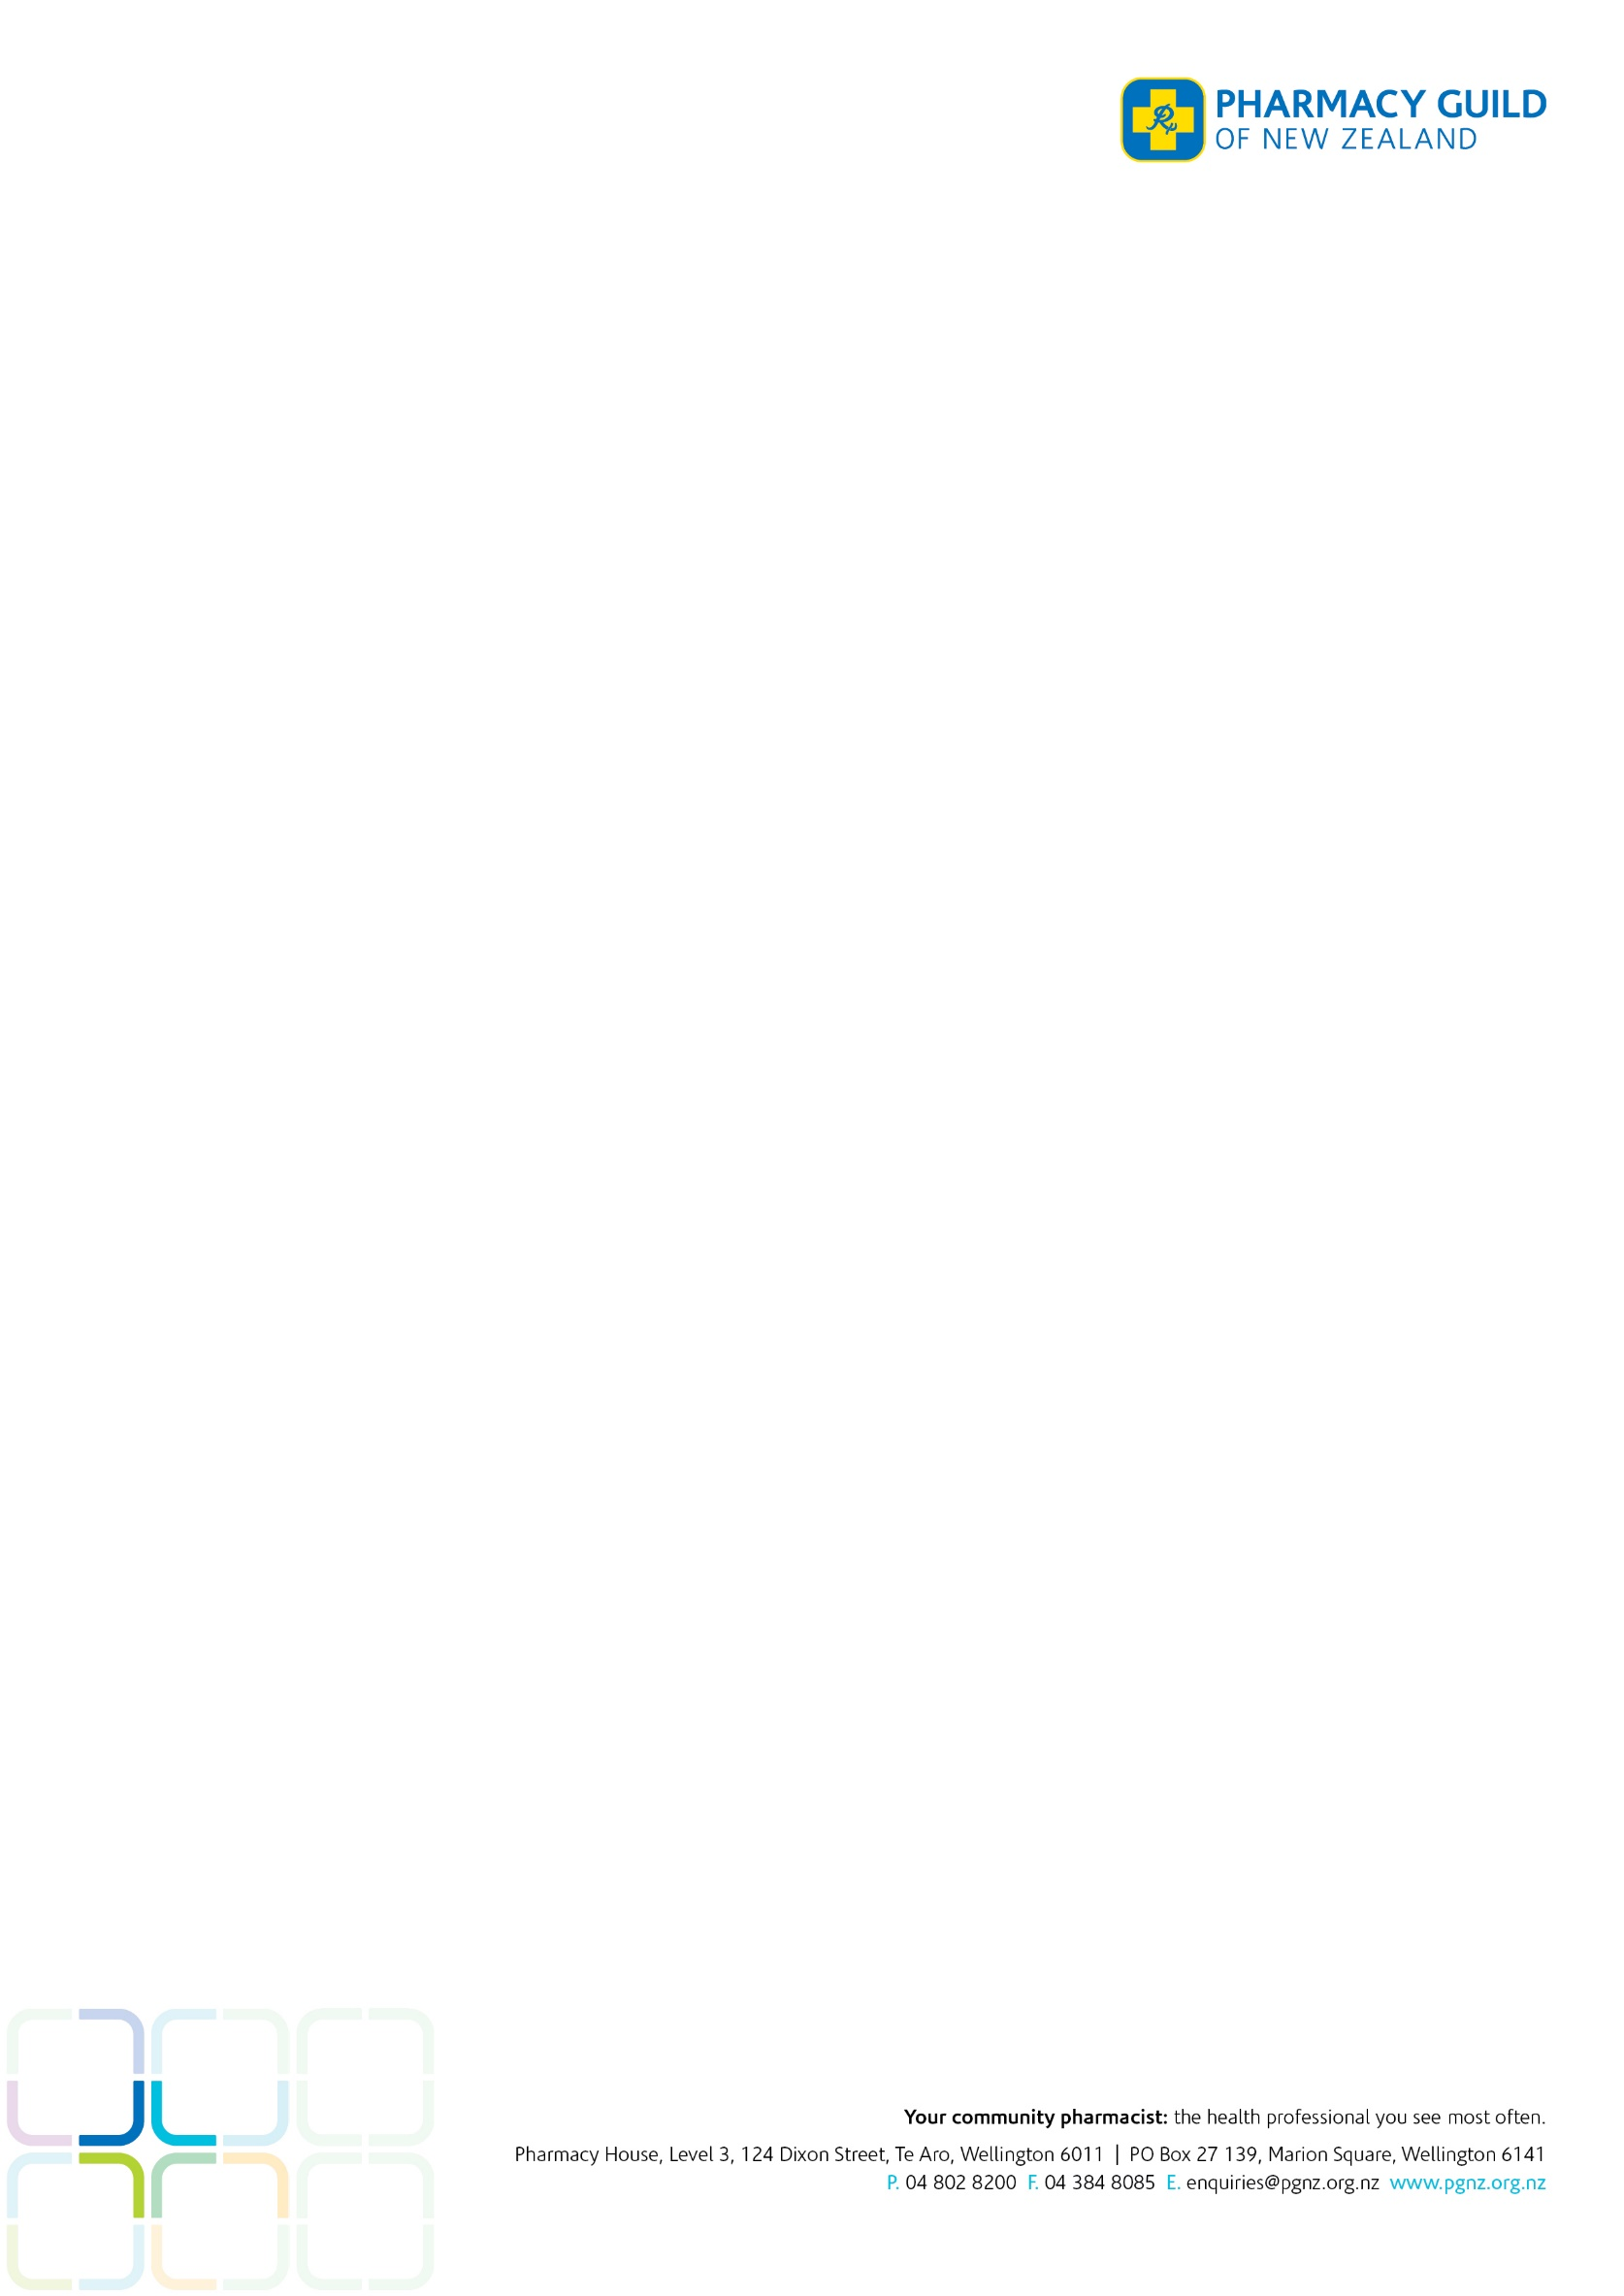 PHARMACY GUILD
OF NEW ZEALAND
Your community pharmacist: the health professional you see most often.
Pharmacy House, Level 3, 124 Dixon Street, Te Aro, Wellington 6011 | PO Box 27 139, Marion Square, Wellington 6141
P. 04 802 8200 F. 04 384 8085 E. enquiries@pgnz.org.nz www.pgnz.org.nz